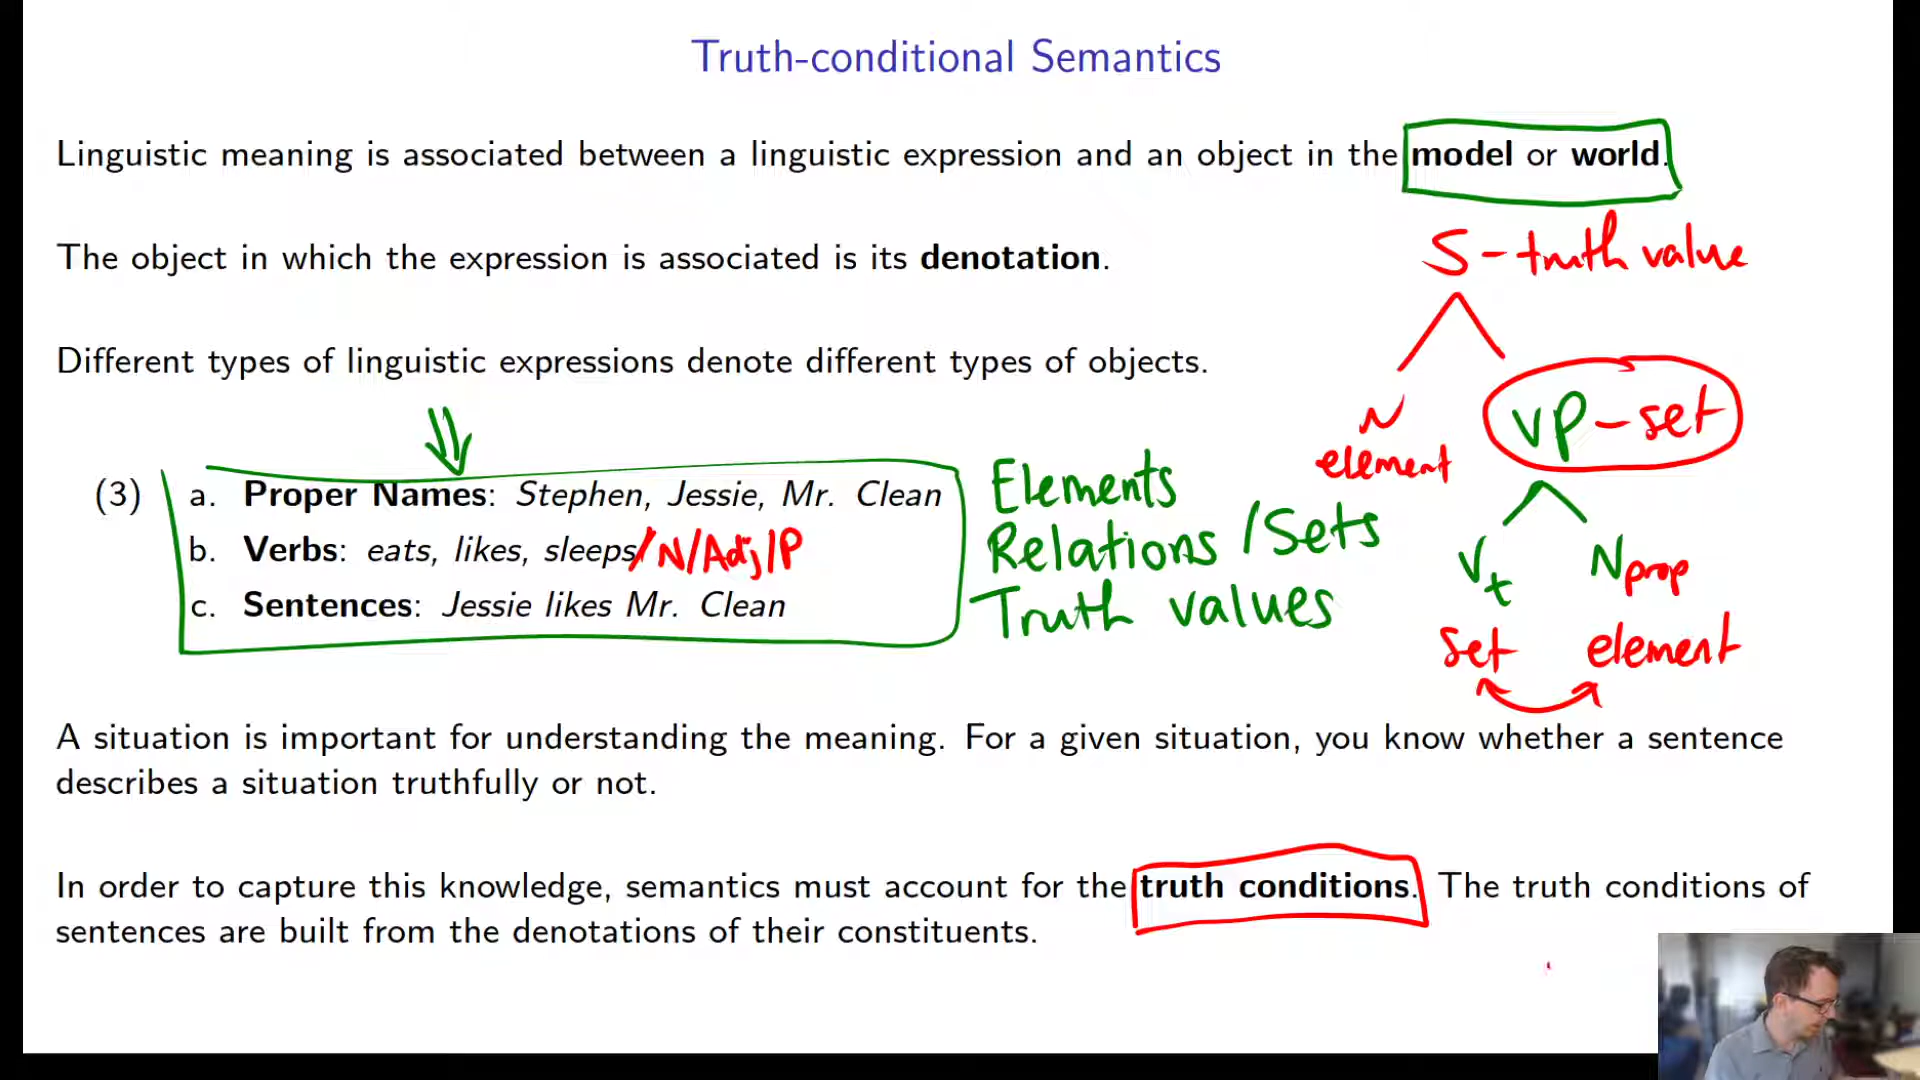 Truth-conditional Semantics
Linguistic meaning is associated between a linguistic expression and an object in the model or world.
The object in which the expression is associated is its denotation.
Different types of linguistic expressions denote different types of objects.
(3) a. Proper Names: Stephen, Jessie, Mr. Clean
b. Verbs: eats, likes, sleeps/N/Adj/P
c. Sentences: Jessie likes Mr. Clean
Elements
Relations/Sets
Truth values
S - truth value
N
element
VP - set
Vt
Nprop
set
element
A situation is important for understanding the meaning. For a given situation, you know whether a sentence
describes a situation truthfully or not.
In order to capture this knowledge, semantics must account for the truth conditions. The truth conditions of
sentences are built from the denotations of their constituents.